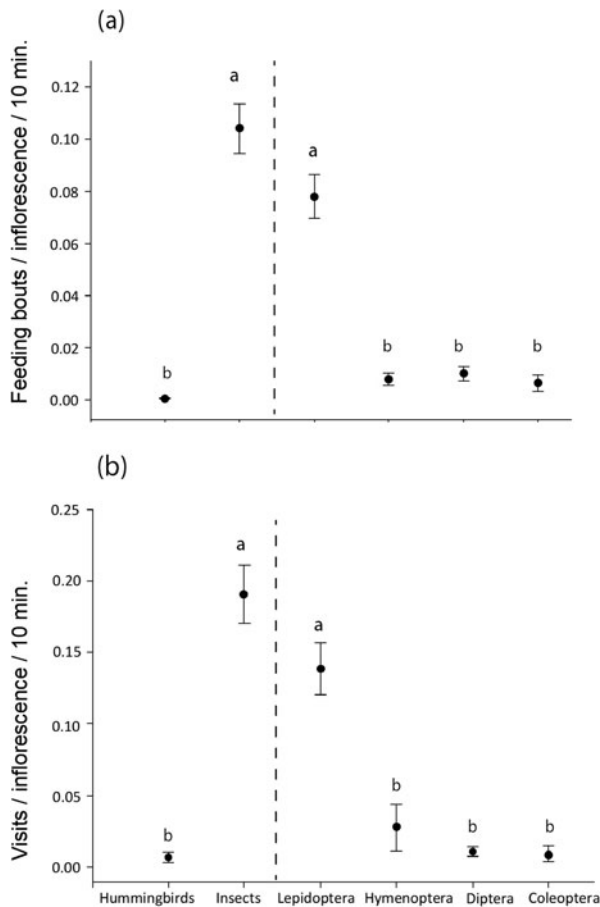 (a)
Feeding bouts / inflorescence / 10 min.
0.12
0.10
0.08
0.06
0.04
0.02
0.00
b
a
a
b
b
b
(b)
Visits / inflorescence / 10 min.
0.25
0.20
0.15
0.10
0.05
0.00
b
a
a
b
b
b
Hummingbirds Insects Lepidoptera Hymenoptera Diptera Coleoptera